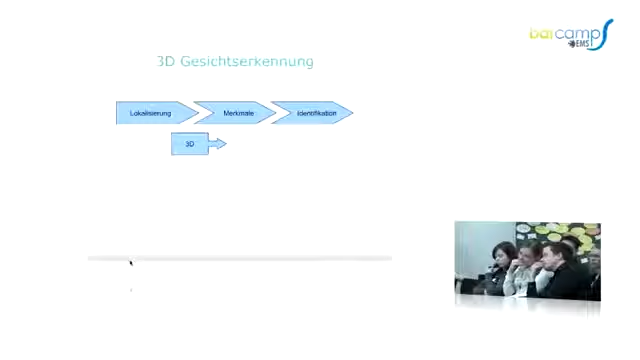 barcamp
EMS
3D Gesichtserkennung
Lokalisierung
Merkmale
Identifikation
3D